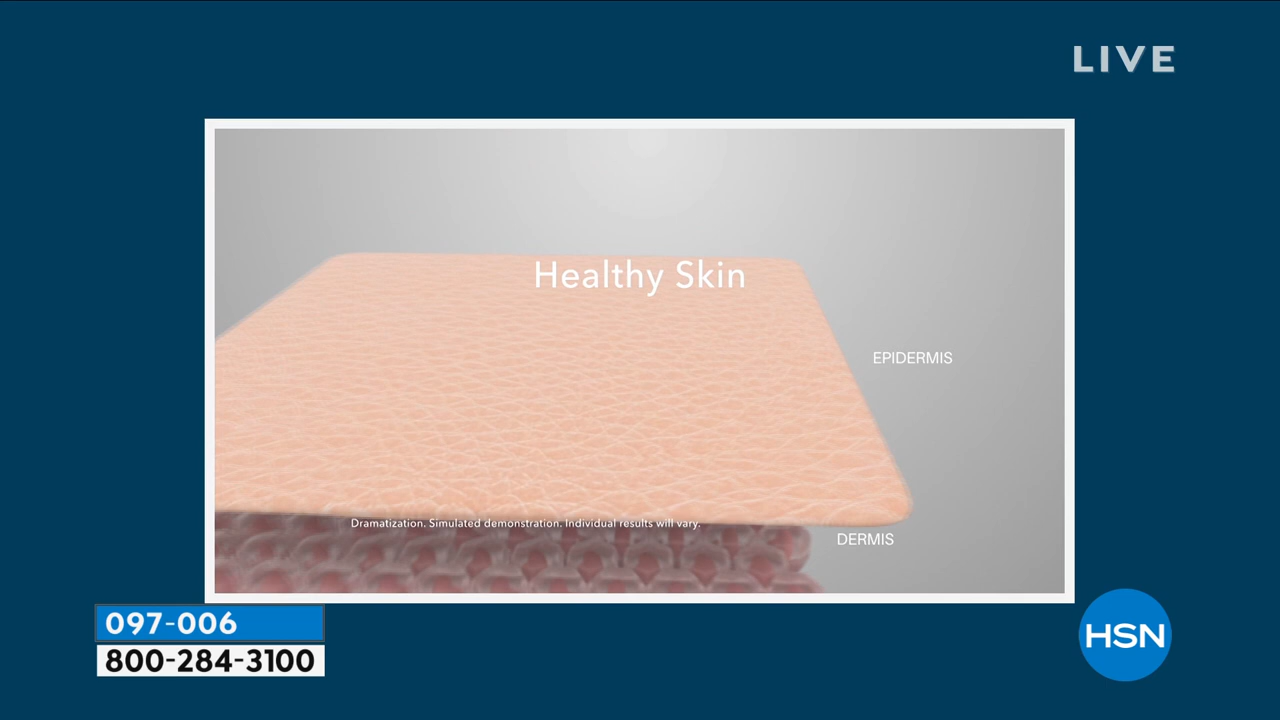 LIVE
Healthy Skin
EPIDERMIS
Dramatization. Simulated demonstration. Individual results will vary.
DERMIS
097-006
800-284-3100
HSN